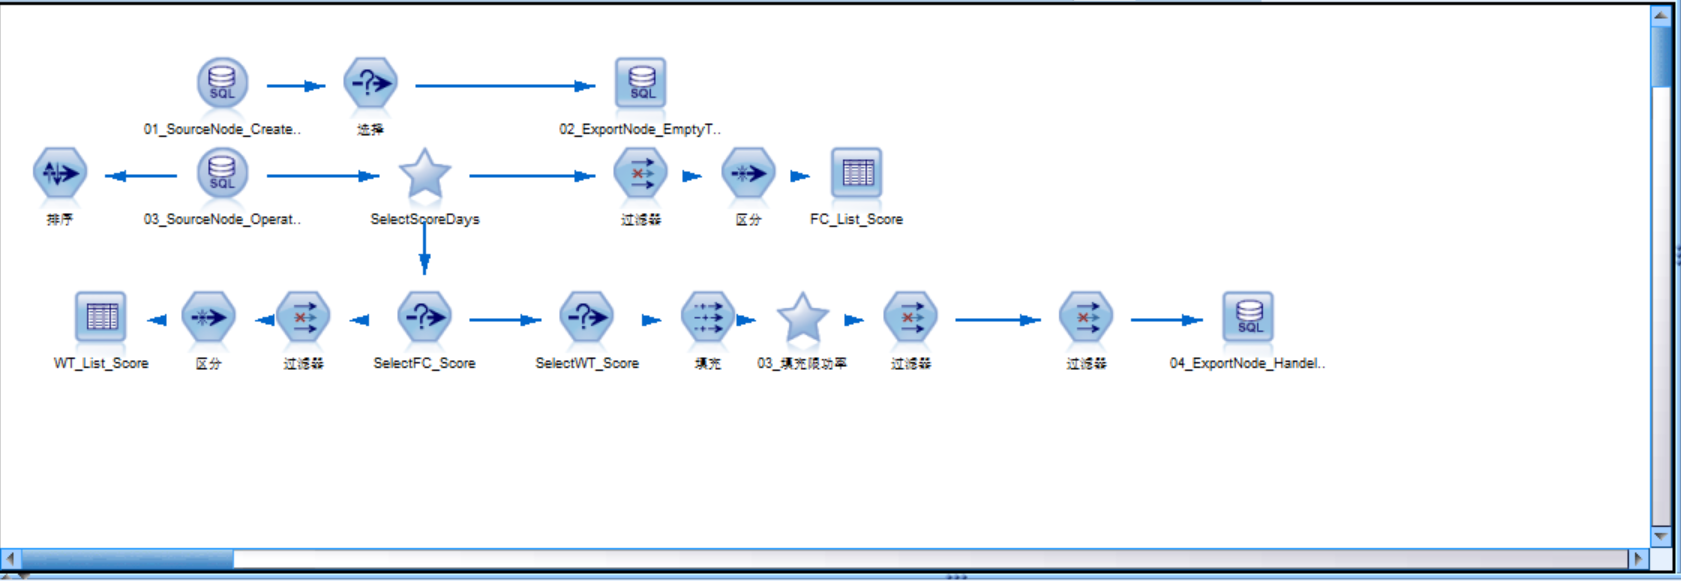 SQL
SQL
01_SourceNode_Create..
选择
02_ExportNode_EmptyT..
SQL
排序
03_SourceNode_Operat..
SelectScoreDays
过滤器
区分
FC_List_Score
SQL
WT_List_Score
区分
过滤器
SelectFC_Score
SelectWT_Score
填充
03_填充限功率
过滤器
过滤器
04_ExportNode_Handel..